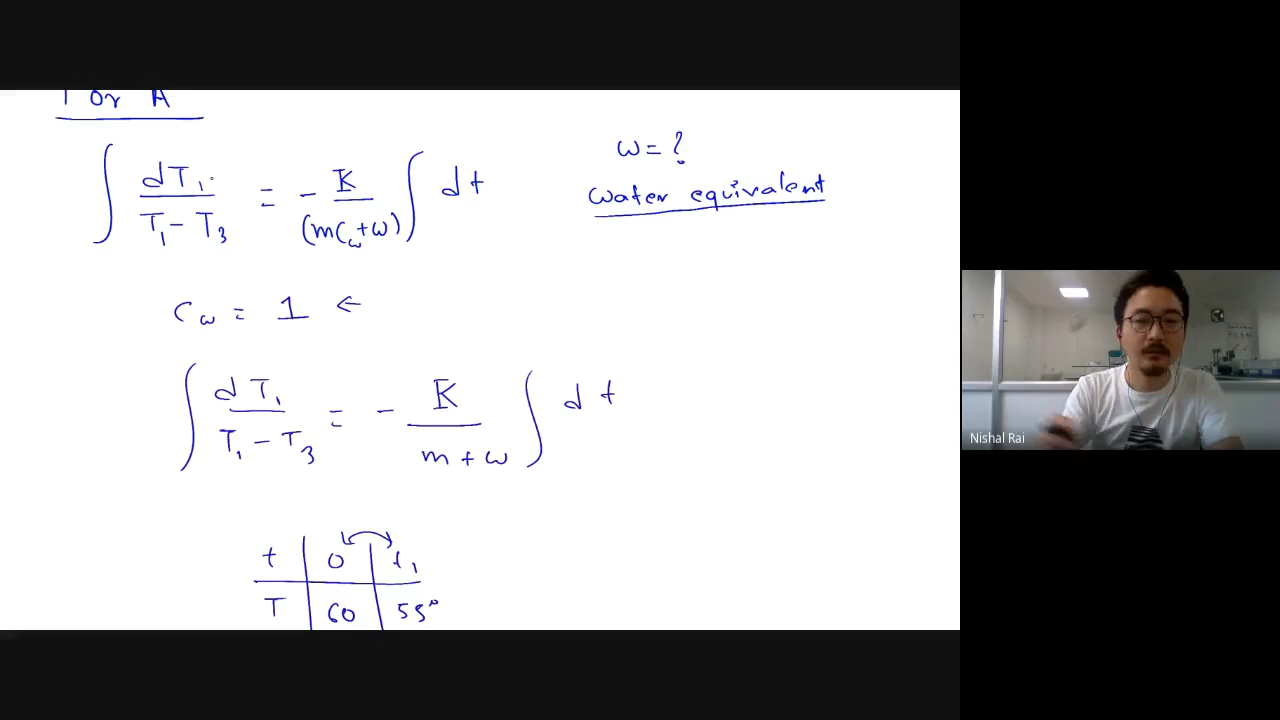 For A
∫ dT₁/(T₁ - T₃) = - K/(mC_w + w) ∫ dt
w = ?
Water equivalent
C_w = 1 ←
∫ dT₁/(T₁ - T₃) = - K/(m + w) ∫ dt
t | 0 | t₁
T | 60 | 55°
Nishal Rai